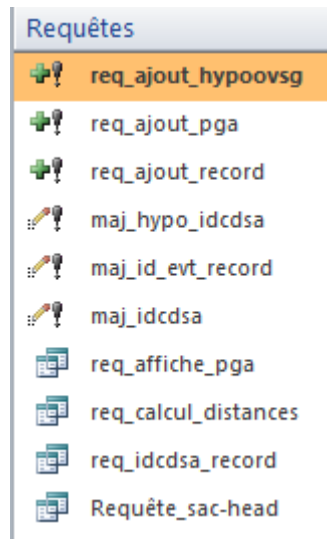 Requêtes
req_ajout_hypoovsg
req_ajout_pga
req_ajout_record
maj_hypo_idcdsa
maj_id_evt_record
maj_idcdsa
req_affiche_pga
req_calcul_distances
req_idcdsa_record
Requête_sac-head